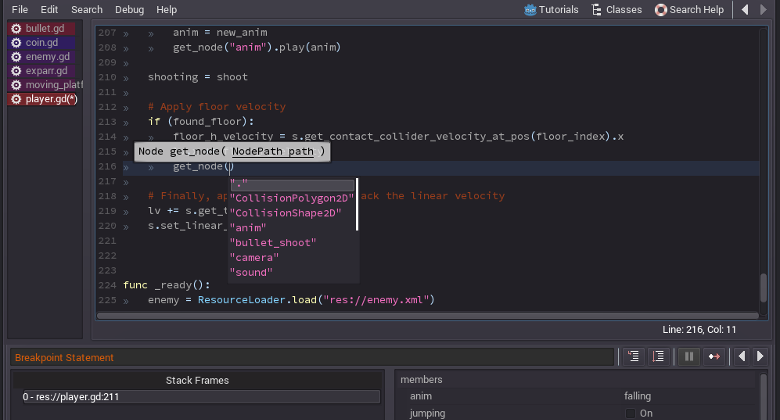 File Search Debug Help Tutorials Classes Search Help
bullet.gd
coin.gd
enemy.gd
exparr.gd
moving_platf
player.gd(*)
207 » » anim = new_anim
208 » » get_node("anim").play(anim)
209
210 » shooting = shoot
211
212 » # Apply floor velocity
213 » if (found_floor):
214 » » floor_h_velocity = s.get_contact_collider_velocity_at_pos(floor_index).x
215 »
Node get_node( NodePath path )
216 » » get_node()
217 »
"."
218 » # Finally, ap ack the linear velocity
"CollisionPolygon2D"
219 » lv += s.get_t
"CollisionShape2D"
220 » s.set_linear_
"anim"
221
"bullet_shoot"
222
"camera"
223
"sound"
224 func _ready():
225 » enemy = ResourceLoader.load("res://enemy.xml")
Line: 216, Col: 11
Breakpoint Statement
Stack Frames
0 - res://player.gd:211
members
anim falling
jumping On